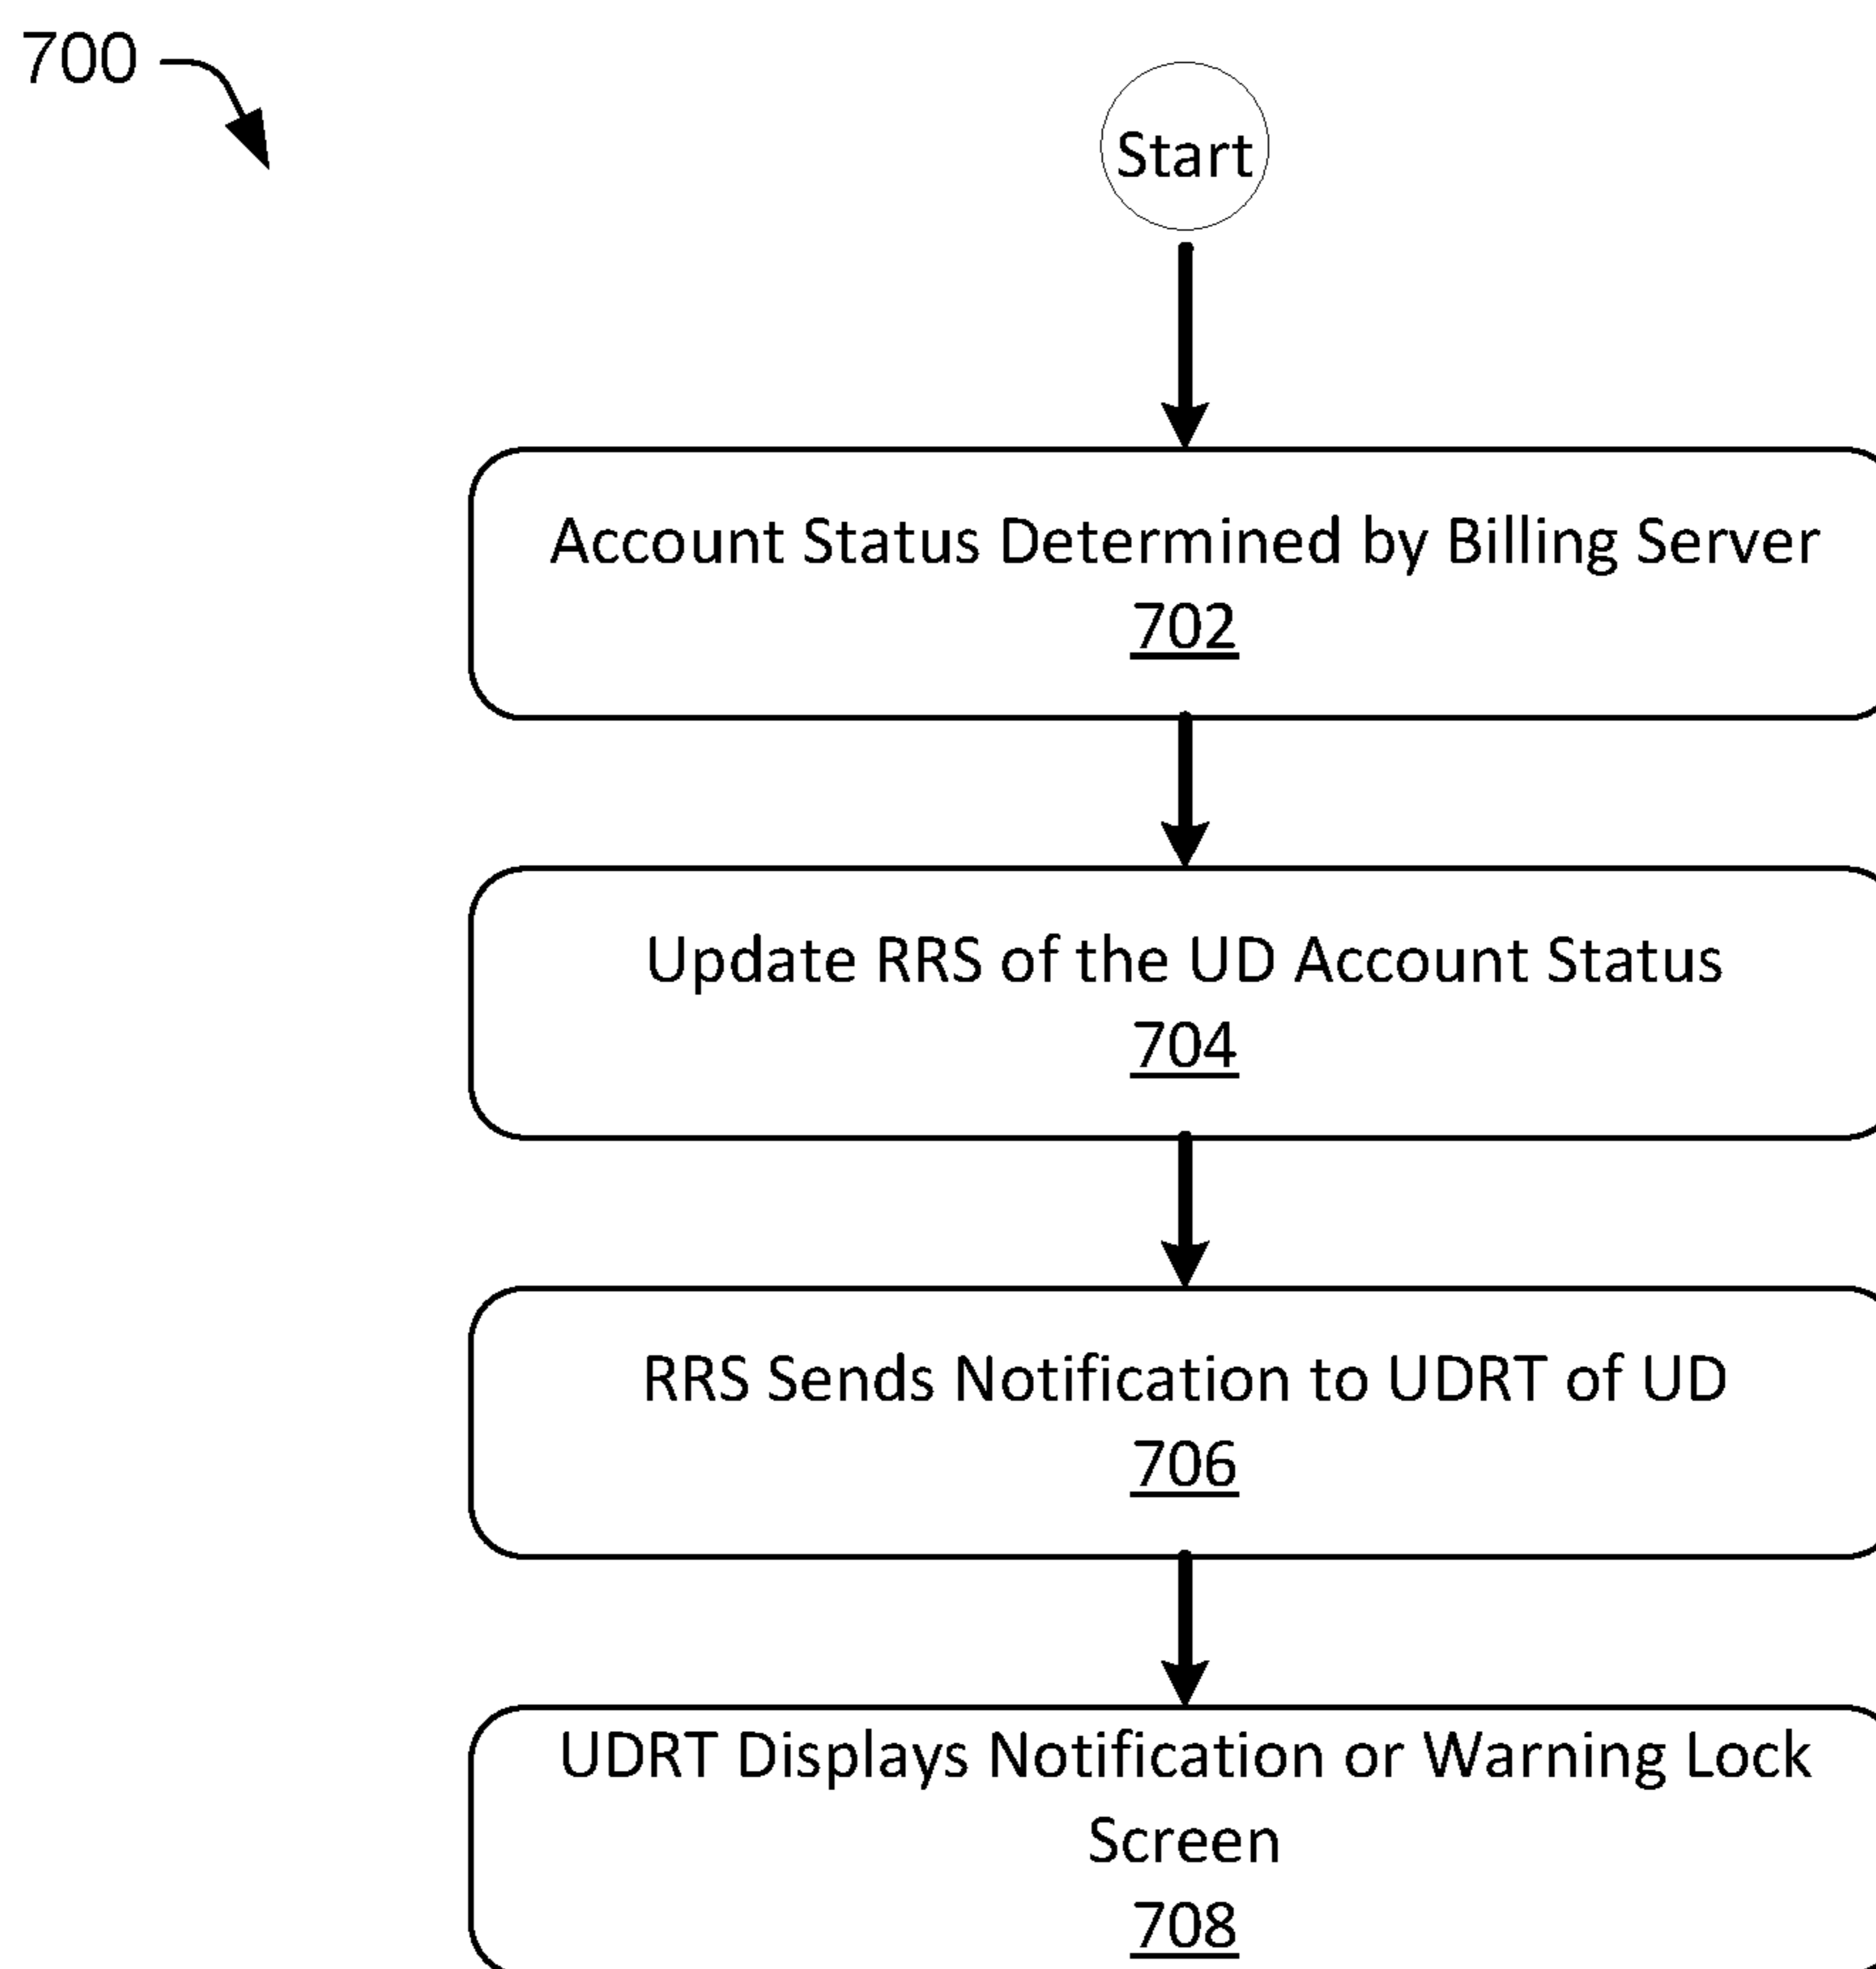 700
Start
Account Status Determined by Billing Server
702
Update RRS of the UD Account Status
704
RRS Sends Notification to UDRT of UD
706
UDRT Displays Notification or Warning Lock
Screen
708